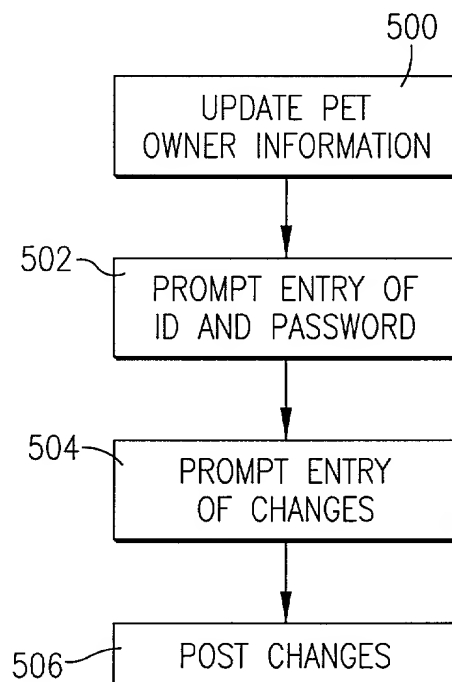 500
UPDATE PET
OWNER INFORMATION
502
PROMPT ENTRY OF
ID AND PASSWORD
504
PROMPT ENTRY
OF CHANGES
506
POST CHANGES